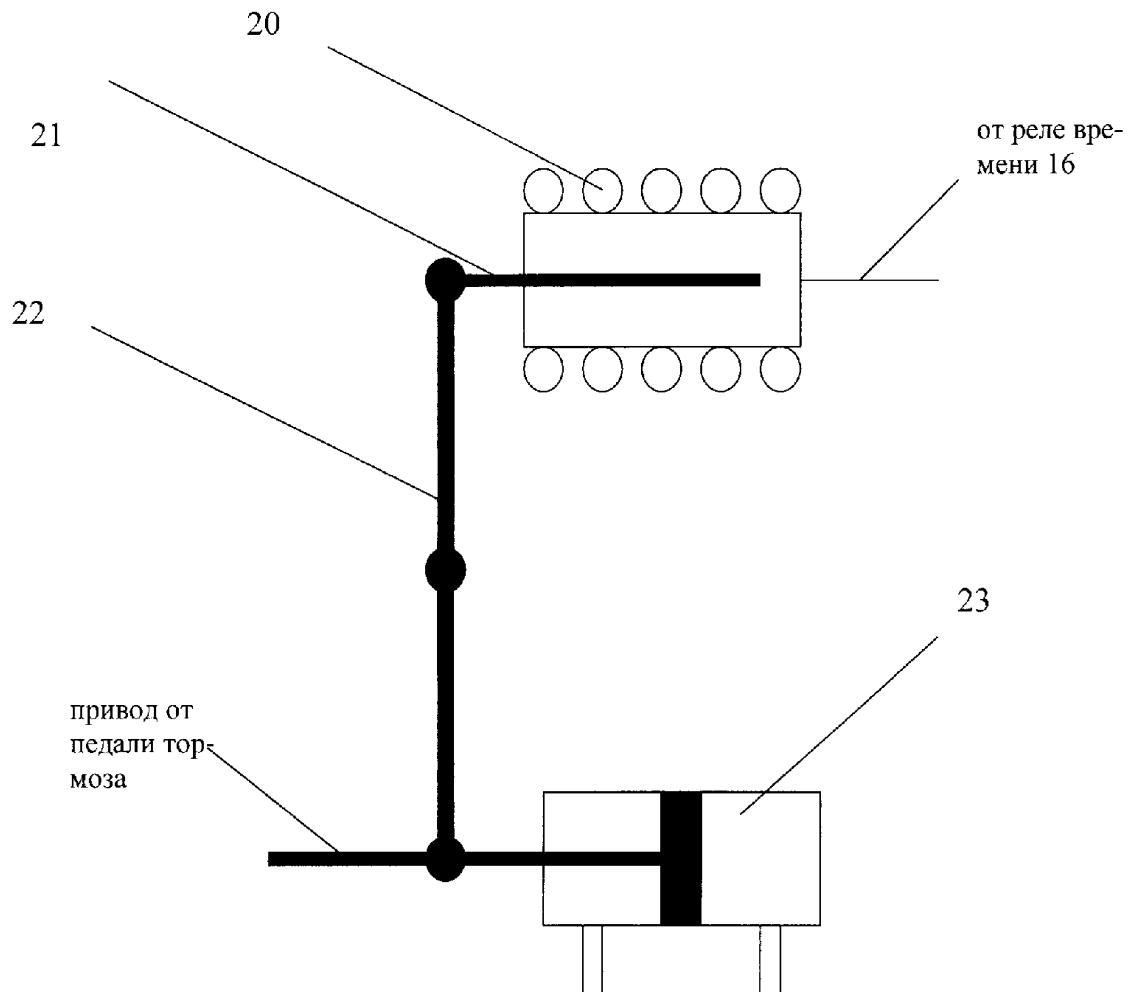 20
21
от реле вре-
мени 16
22
23
привод от
педали тор-
моза